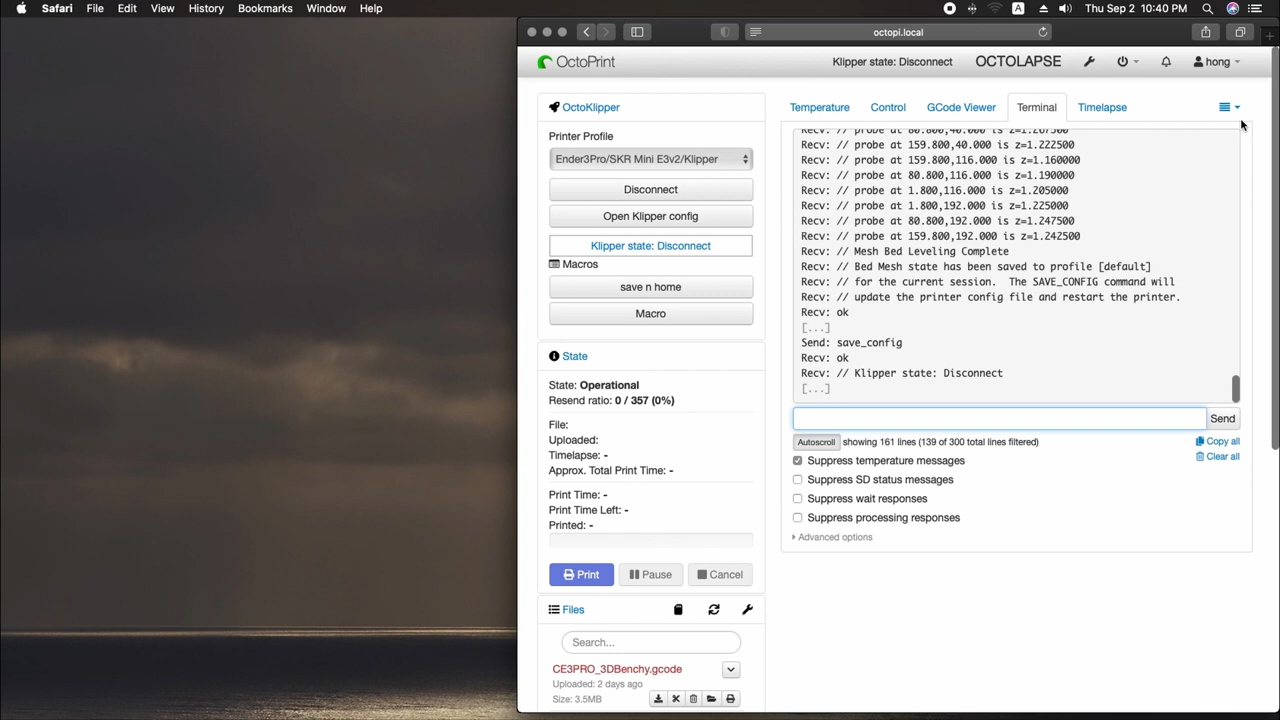 Safari File Edit View History Bookmarks Window Help
A Thu Sep 2 10:40 PM
octopi.local
OctoPrint
Klipper state: Disconnect OCTOLAPSE hong
OctoKlipper
Printer Profile
Ender3Pro/SKR Mini E3v2/Klipper
Disconnect
Open Klipper config
Klipper state: Disconnect
Macros
save n home
Macro
State
State: Operational
Resend ratio: 0 / 357 (0%)
File:
Uploaded:
Timelapse: -
Approx. Total Print Time: -
Print Time: -
Print Time Left: -
Printed: -
Print Pause Cancel
Files
Search...
CE3PRO_3DBenchy.gcode
Uploaded: 2 days ago
Size: 3.5MB
Temperature Control GCode Viewer Terminal Timelapse
Recv: // probe at 80.800,40.000 is z=1.207500
Recv: // probe at 159.800,40.000 is z=1.222500
Recv: // probe at 159.800,116.000 is z=1.160000
Recv: // probe at 80.800,116.000 is z=1.190000
Recv: // probe at 1.800,116.000 is z=1.205000
Recv: // probe at 1.800,192.000 is z=1.225000
Recv: // probe at 80.800,192.000 is z=1.247500
Recv: // probe at 159.800,192.000 is z=1.242500
Recv: // Mesh Bed Leveling Complete
Recv: // Bed Mesh state has been saved to profile [default]
Recv: // for the current session.  The SAVE_CONFIG command will
Recv: // update the printer config file and restart the printer.
Recv: ok
[...]
Send: save_config
Recv: ok
Recv: // Klipper state: Disconnect
[...]
Send
Autoscroll showing 161 lines (139 of 300 total lines filtered)
Copy all
Clear all
Suppress temperature messages
Suppress SD status messages
Suppress wait responses
Suppress processing responses
Advanced options